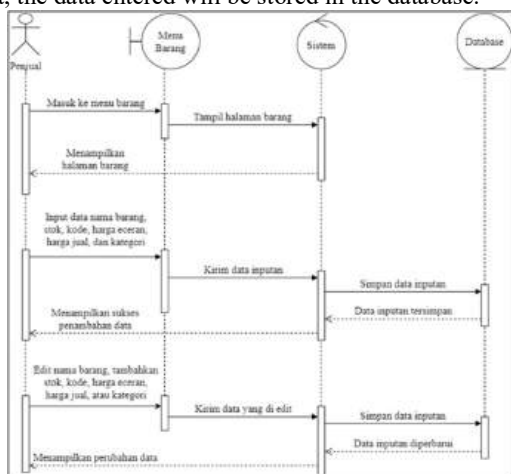 , the data entered will be stored in the database.
Penjual
Menu
Barang
Sistem
Database
Masuk ke menu barang
Tampil halaman barang
Menampilkan
halaman barang
Input data nama barang,
stok, kode, harga eceran,
harga jual, dan kategori
Kirim data inputan
Simpan data inputan
Data inputan tersimpan
Menampilkan sukses
penambahan data
Edit nama barang, tambahkan
stok, kode, harga eceran,
harga jual, atau kategori
Kirim data yang di edit
Simpan data inputan
Data inputan diperbarui
Menampilkan perubahan data